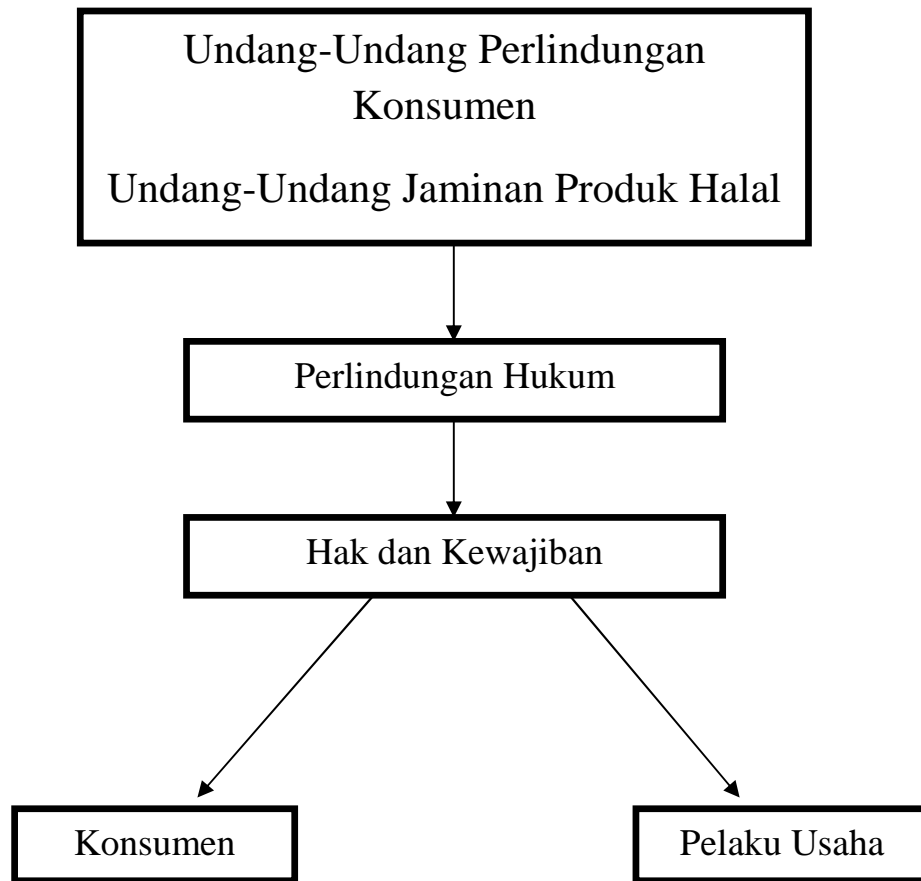 Undang-Undang Perlindungan
Konsumen
Undang-Undang Jaminan Produk Halal
Perlindungan Hukum
Hak dan Kewajiban
Konsumen
Pelaku Usaha